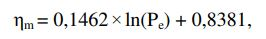 ηm = 0,1462 × ln(Pe) + 0,8381,